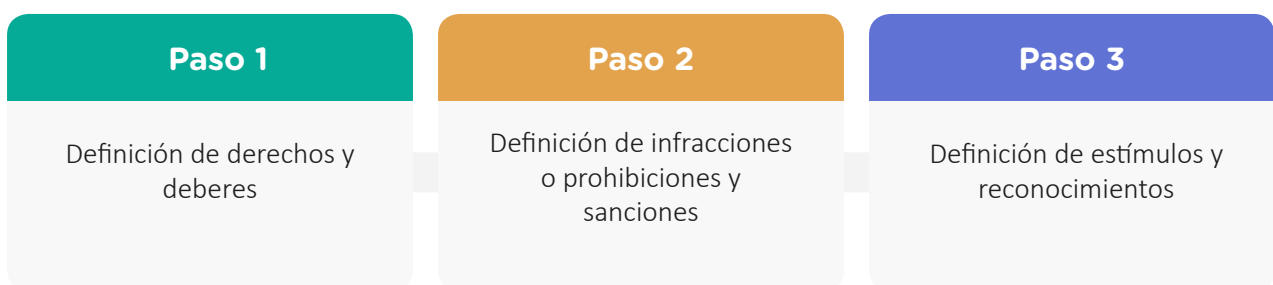 Paso 1
Definición de derechos y
deberes
Paso 2
Definición de infracciones
o prohibiciones y
sanciones
Paso 3
Definición de estímulos y
reconocimientos